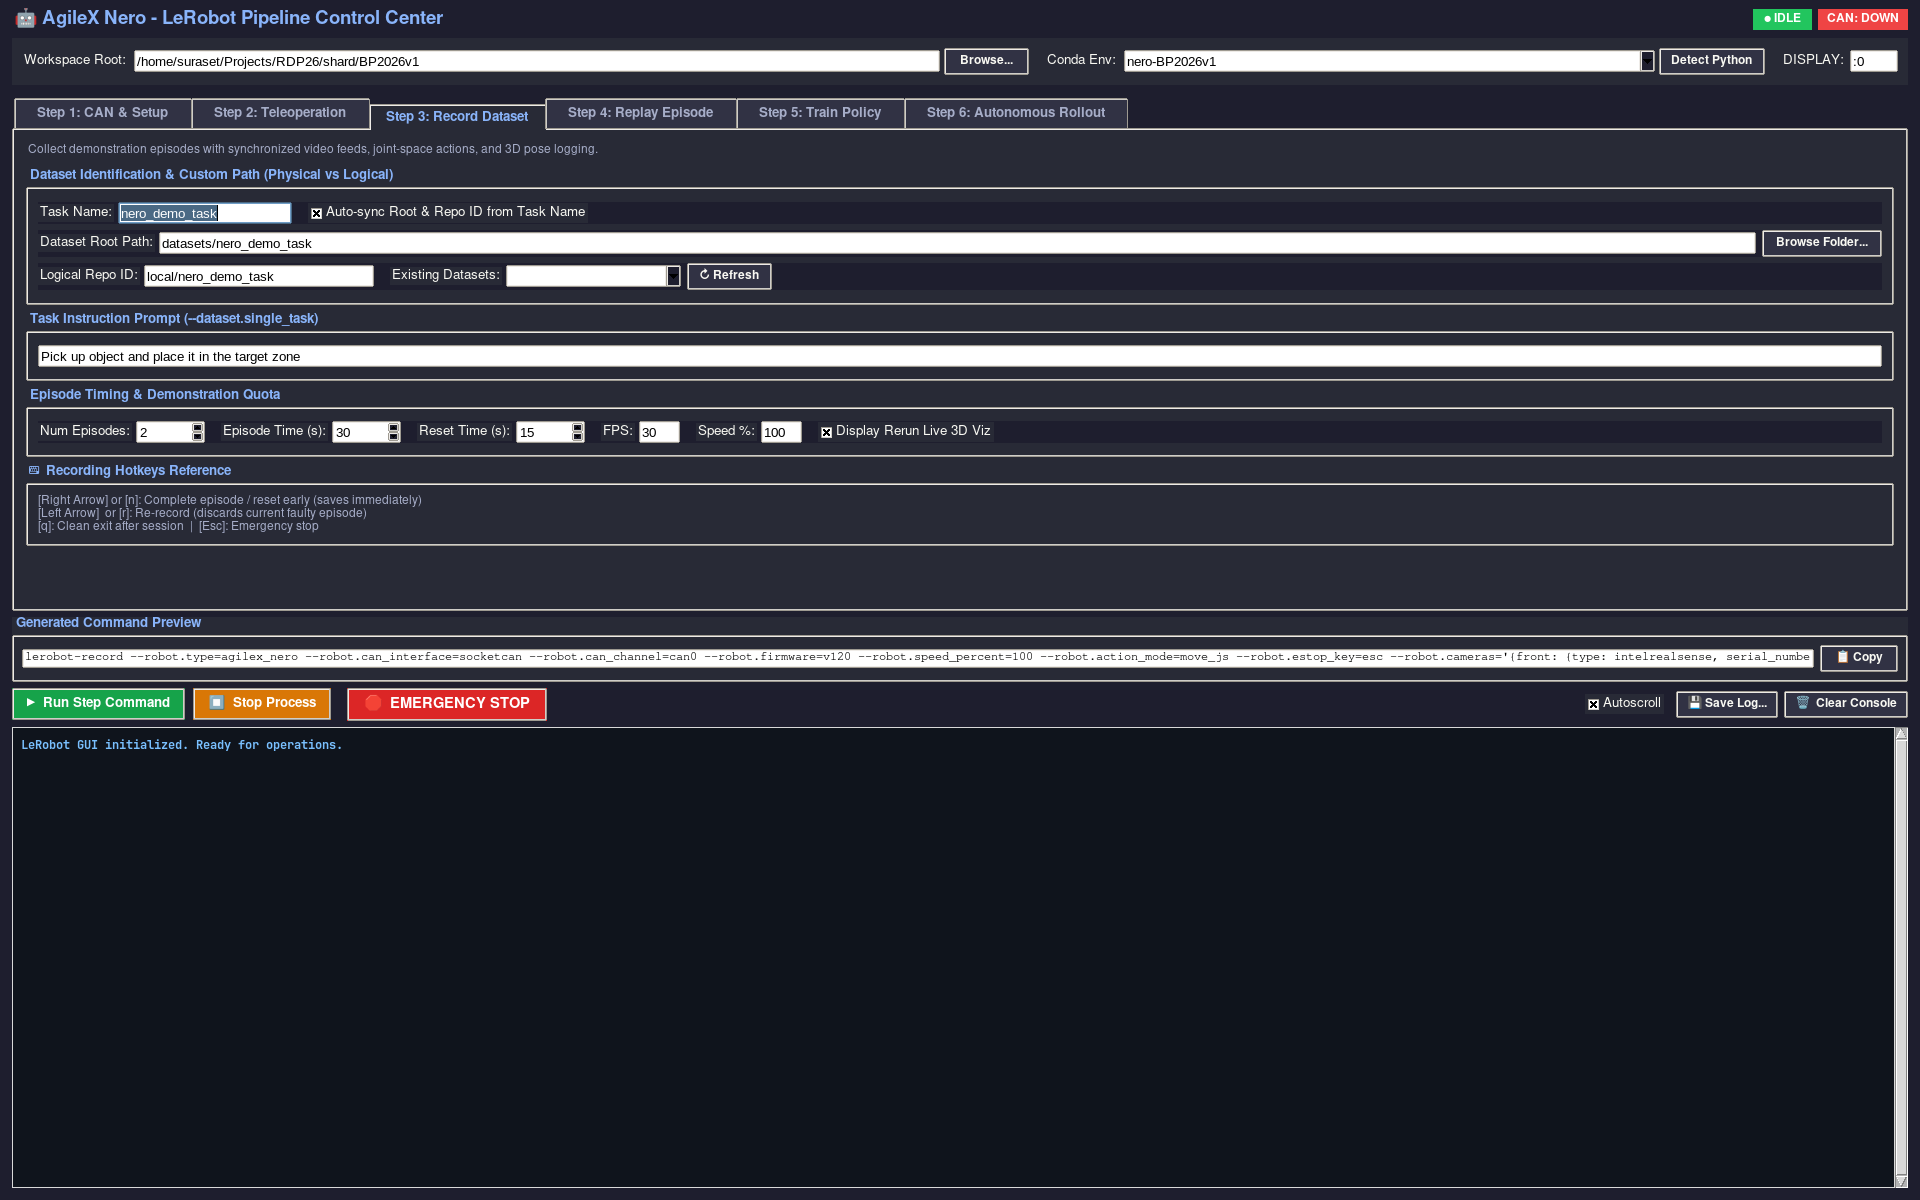 🤖 AgileX Nero - LeRobot Pipeline Control Center
● IDLE
CAN: DOWN
Workspace Root: /home/suraset/Projects/RDP26/shard/BP2026v1 Browse... Conda Env: nero-BP2026v1 Detect Python DISPLAY: :0
Step 1: CAN & Setup
Step 2: Teleoperation
Step 3: Record Dataset
Step 4: Replay Episode
Step 5: Train Policy
Step 6: Autonomous Rollout
Collect demonstration episodes with synchronized video feeds, joint-space actions, and 3D pose logging.
Dataset Identification & Custom Path (Physical vs Logical)
Task Name: nero_demo_task Auto-sync Root & Repo ID from Task Name
Dataset Root Path: datasets/nero_demo_task Browse Folder...
Logical Repo ID: local/nero_demo_task Existing Datasets: ↻ Refresh
Task Instruction Prompt (--dataset.single_task)
Pick up object and place it in the target zone
Episode Timing & Demonstration Quota
Num Episodes: 2 Episode Time (s): 30 Reset Time (s): 15 FPS: 30 Speed %: 100 Display Rerun Live 3D Viz
⌨ Recording Hotkeys Reference
[Right Arrow] or [n]: Complete episode / reset early (saves immediately)
[Left Arrow] or [r]: Re-record (discards current faulty episode)
[q]: Clean exit after session | [Esc]: Emergency stop
Generated Command Preview
lerobot-record --robot.type=agilex_nero --robot.can_interface=socketcan --robot.can_channel=can0 --robot.firmware=v120 --robot.speed_percent=100 --robot.action_mode=move_js --robot.estop_key=esc --robot.cameras='{front: {type: intelrealsense, serial_numbe
📋 Copy
▶ Run Step Command
⏹ Stop Process
🛑 EMERGENCY STOP
Autoscroll
💾 Save Log...
🗑 Clear Console
LeRobot GUI initialized. Ready for operations.